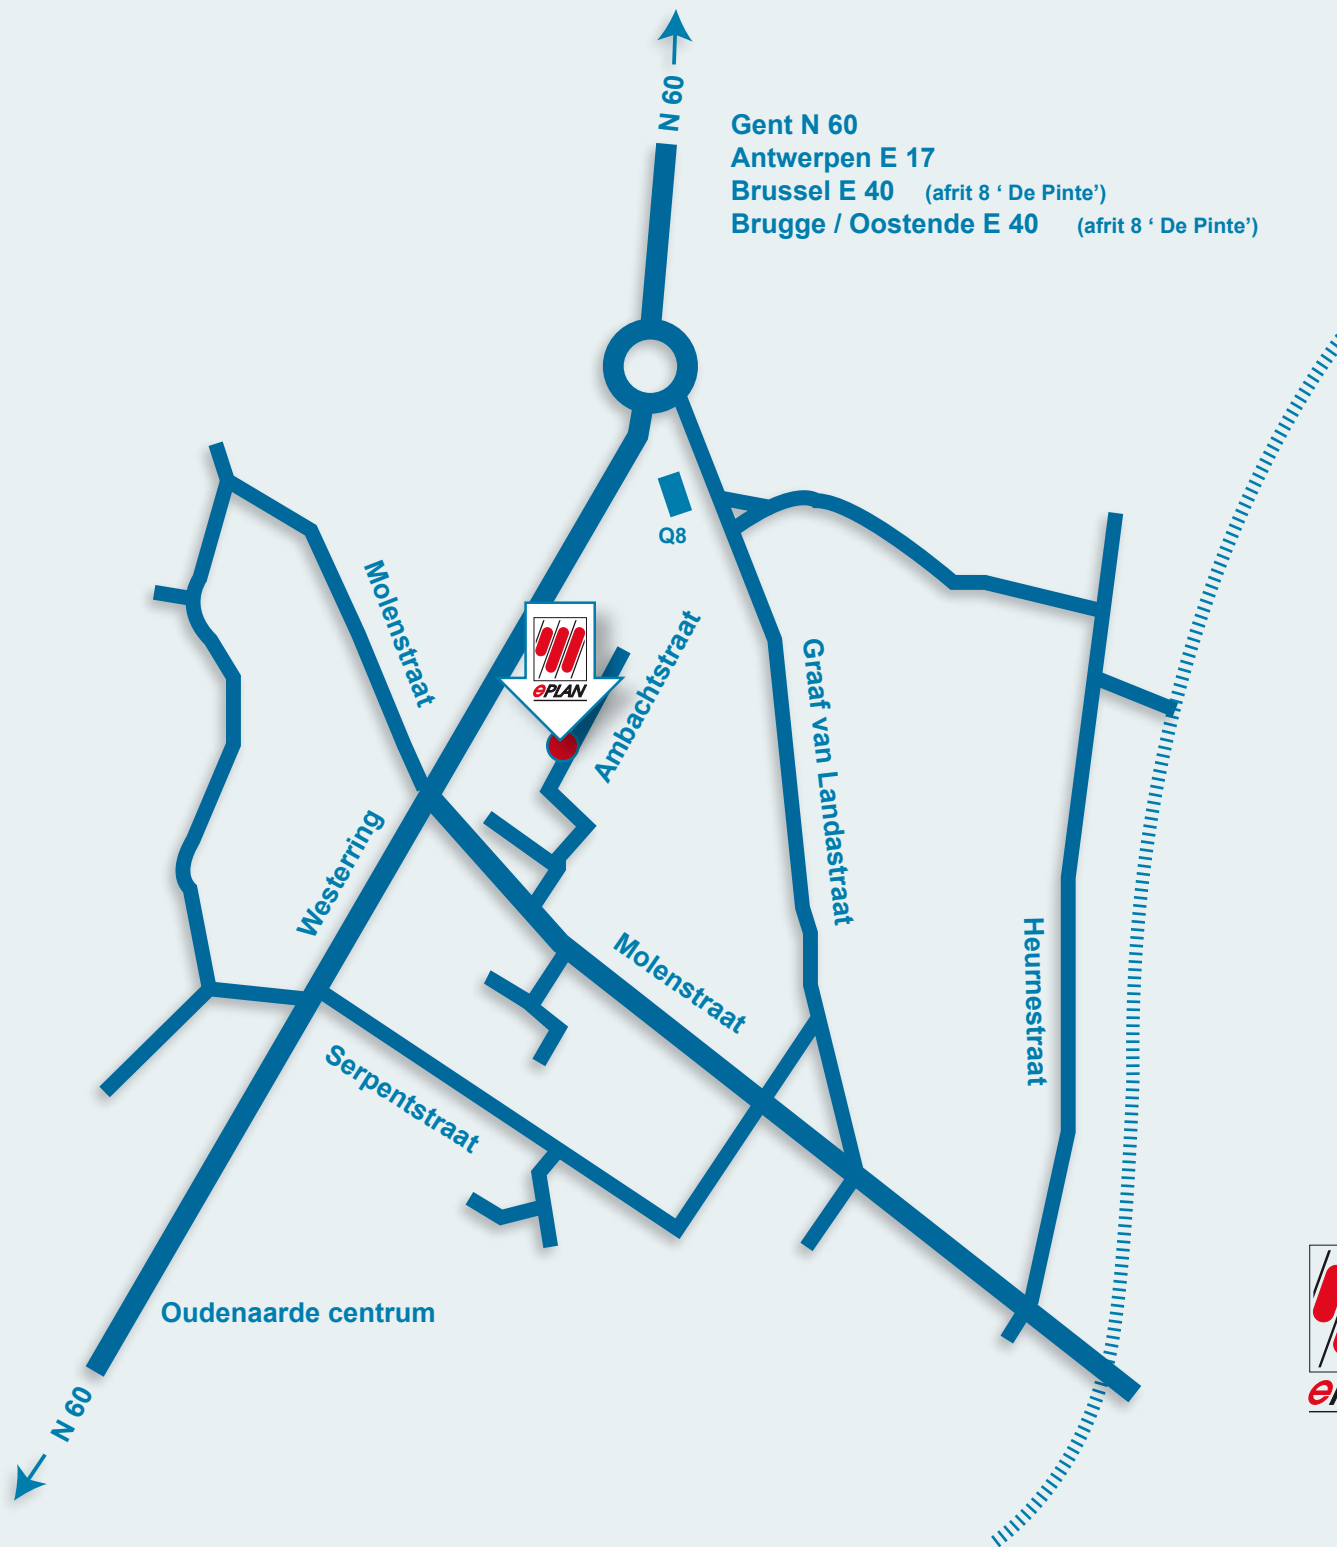 N 60
Gent N 60
Antwerpen E 17
Brussel E 40 (afrit 8 ‘ De Pinte’)
Brugge / Oostende E 40 (afrit 8 ‘ De Pinte’)
Q8
Molenstraat
ePLAN
Ambachtstraat
Graaf van Landastraat
Westerring
Molenstraat
Heurnestraat
Serpentstraat
Oudenaarde centrum
N 60